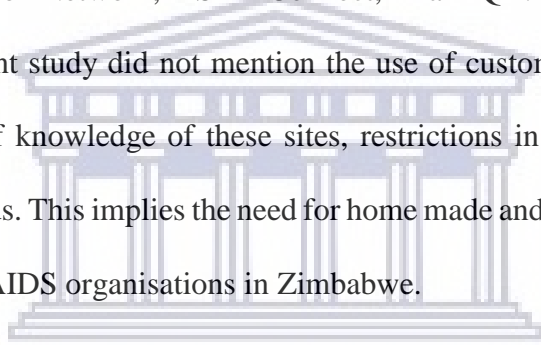 nt study did not mention the use of custom
f knowledge of these sites, restrictions in
s. This implies the need for home made and
AIDS organisations in Zimbabwe.